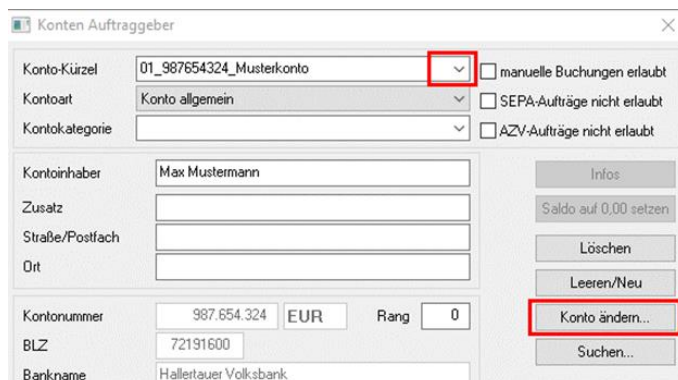 Konten Auftraggeber
Konto-Kürzel 01_987654324_Musterkonto manuelle Buchungen erlaubt
Kontoart Konto allgemein SEPA-Aufträge nicht erlaubt
Kontokategorie AZV-Aufträge nicht erlaubt
Kontoinhaber Max Mustermann Infos
Zusatz Saldo auf 0,00 setzen
Straße/Postfach Löschen
Ort Leeren/Neu
Kontonummer 987.654.324 EUR Rang 0 Konto ändern...
BLZ 72191600 Suchen...
Bankname Hallertauer Volksbank